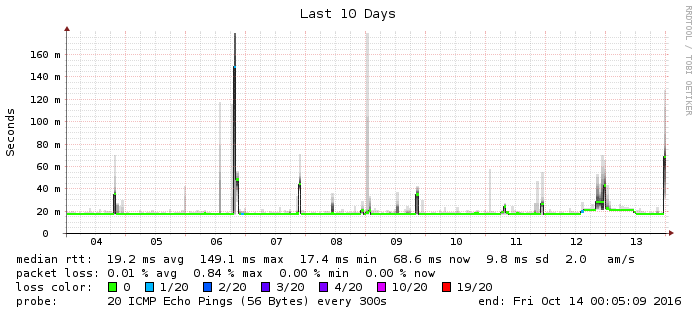 Last 10 Days
RRDTOOL / TOBI OETIKER
Seconds
160 m
140 m
120 m
100 m
80 m
60 m
40 m
20 m
0
04 05 06 07 08 09 10 11 12 13
median rtt: 19.2 ms avg 149.1 ms max 17.4 ms min 68.6 ms now 9.8 ms sd 2.0 am/s
packet loss: 0.01 % avg 0.84 % max 0.00 % min 0.00 % now
loss color: 0 1/20 2/20 3/20 4/20 10/20 19/20
probe: 20 ICMP Echo Pings (56 Bytes) every 300s end: Fri Oct 14 00:05:09 2016